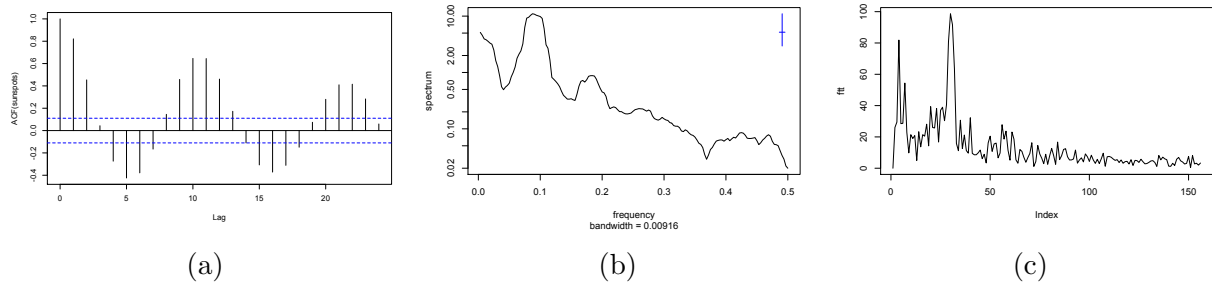 ACF(sunspots)
1.0
0.8
0.6
0.4
0.2
0.0
-0.2
-0.4
0 5 10 15 20
Lag
(a)
spectrum
10.00
2.00
0.50
0.10
0.02
0.0 0.1 0.2 0.3 0.4 0.5
frequency
bandwidth = 0.00916
(b)
ftt
100
80
60
40
20
0
0 50 100 150
Index
(c)